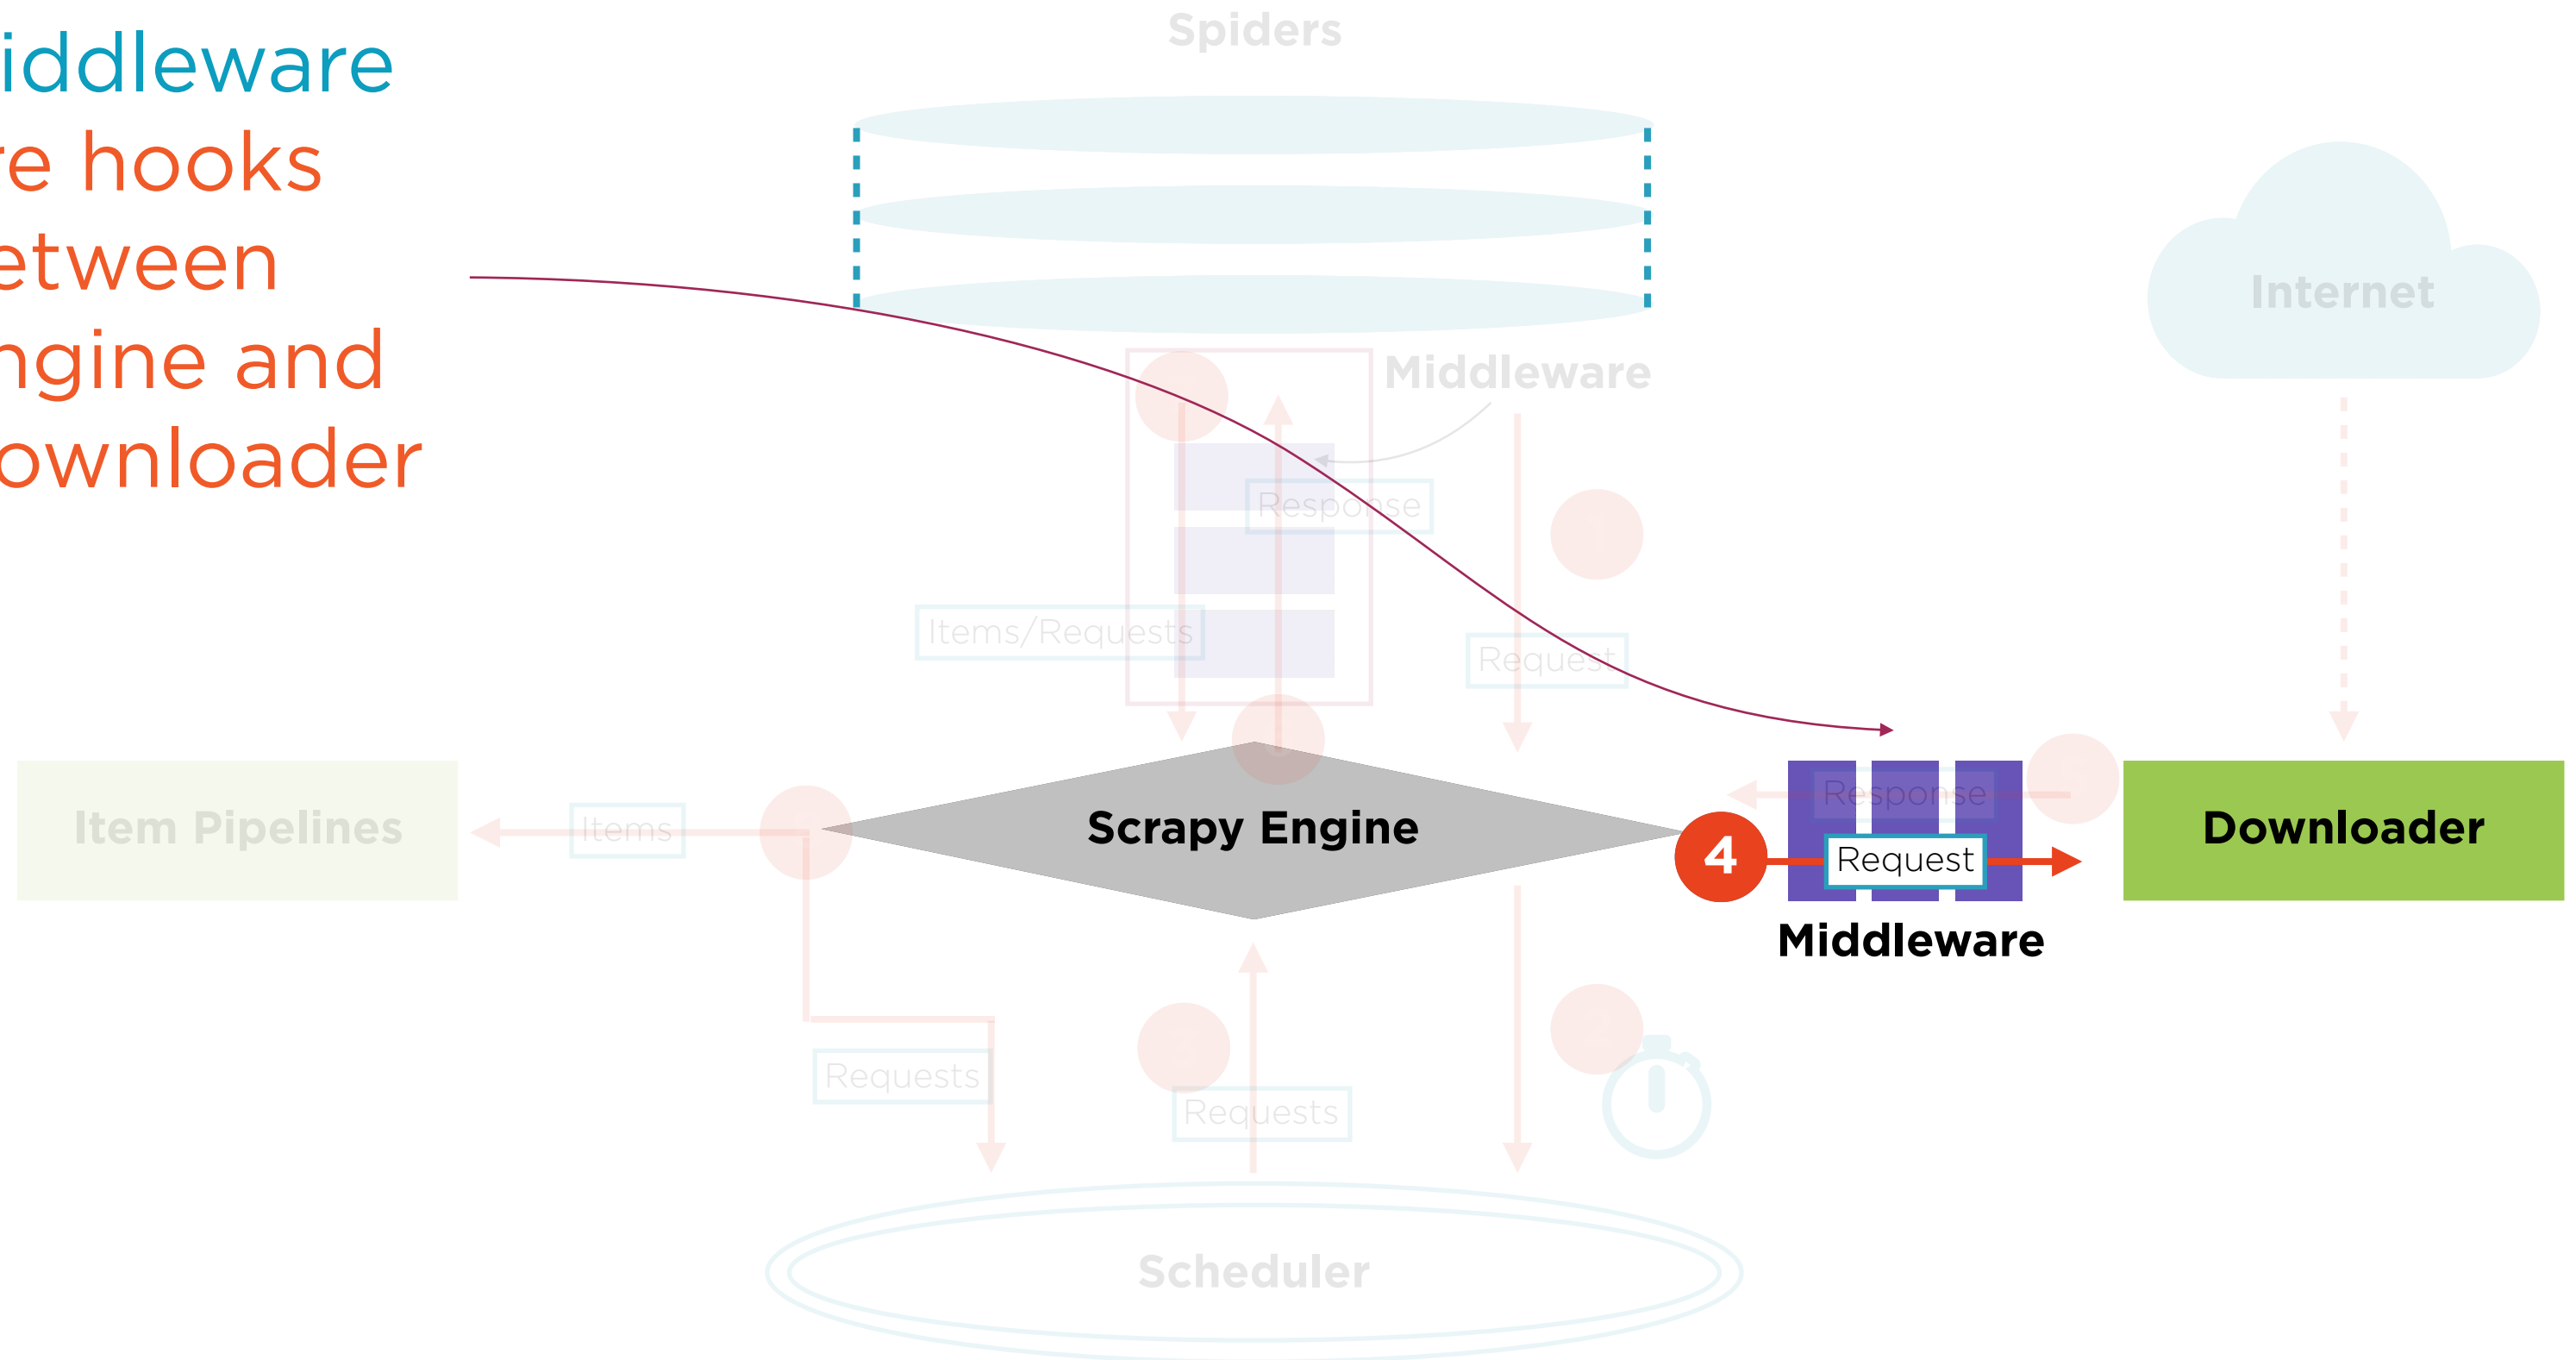 iddleware
re hooks
etween
ngine and
ownloader
Spiders
Internet
Middleware
Response
Items/Requests
Request
Item Pipelines
Items
Scrapy Engine
4
Response
Request
Downloader
Middleware
Requests
Requests
Scheduler